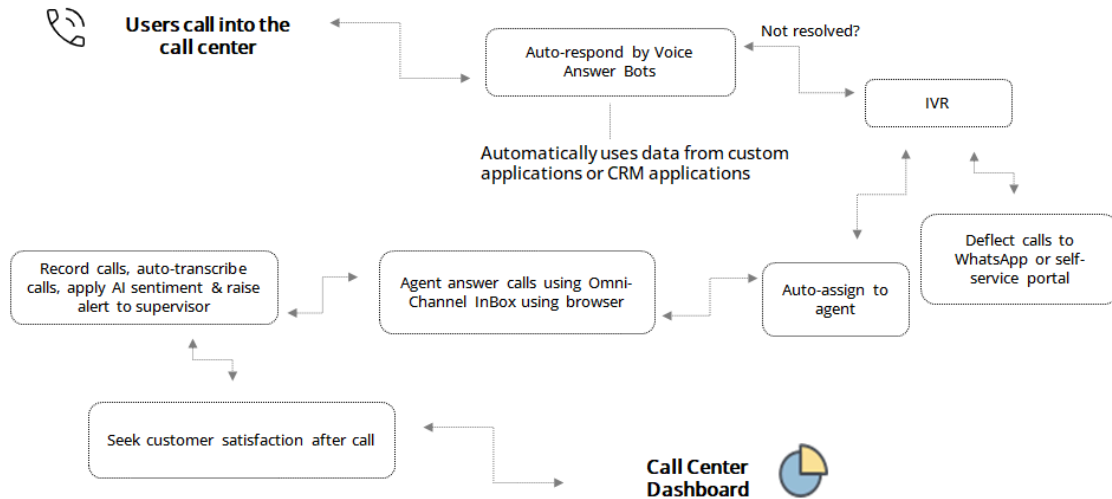 Users call into the
call center
Auto-respond by Voice
Answer Bots
Not resolved?
IVR
Automatically uses data from custom
applications or CRM applications
Deflect calls to
WhatsApp or self-
service portal
Auto-assign to
agent
Agent answer calls using Omni-
Channel InBox using browser
Record calls, auto-transcribe
calls, apply AI sentiment & raise
alert to supervisor
Seek customer satisfaction after call
Call Center
Dashboard